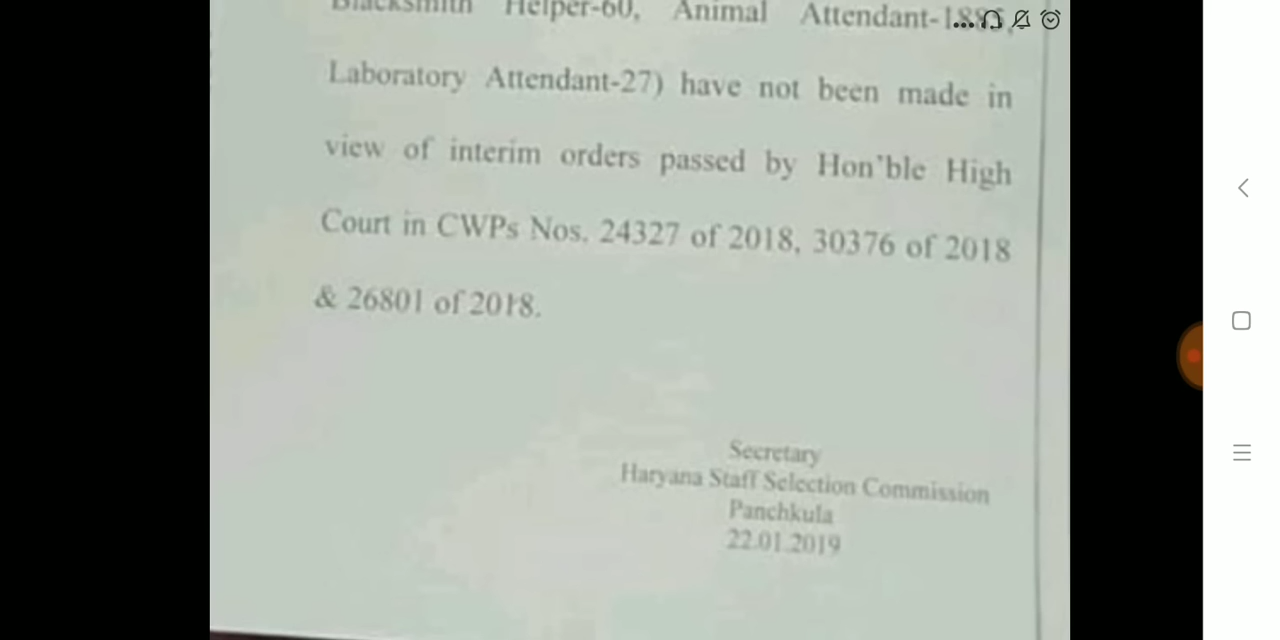 Blacksmith Helper-60, Animal Attendant-
Laboratory Attendant-27) have not been made in
view of interim orders passed by Hon'ble High
Court in CWPs Nos. 24327 of 2018, 30376 of 2018
& 26801 of 2018.
Secretary
Haryana Staff Selection Commission
Panchkula
22.01.2019